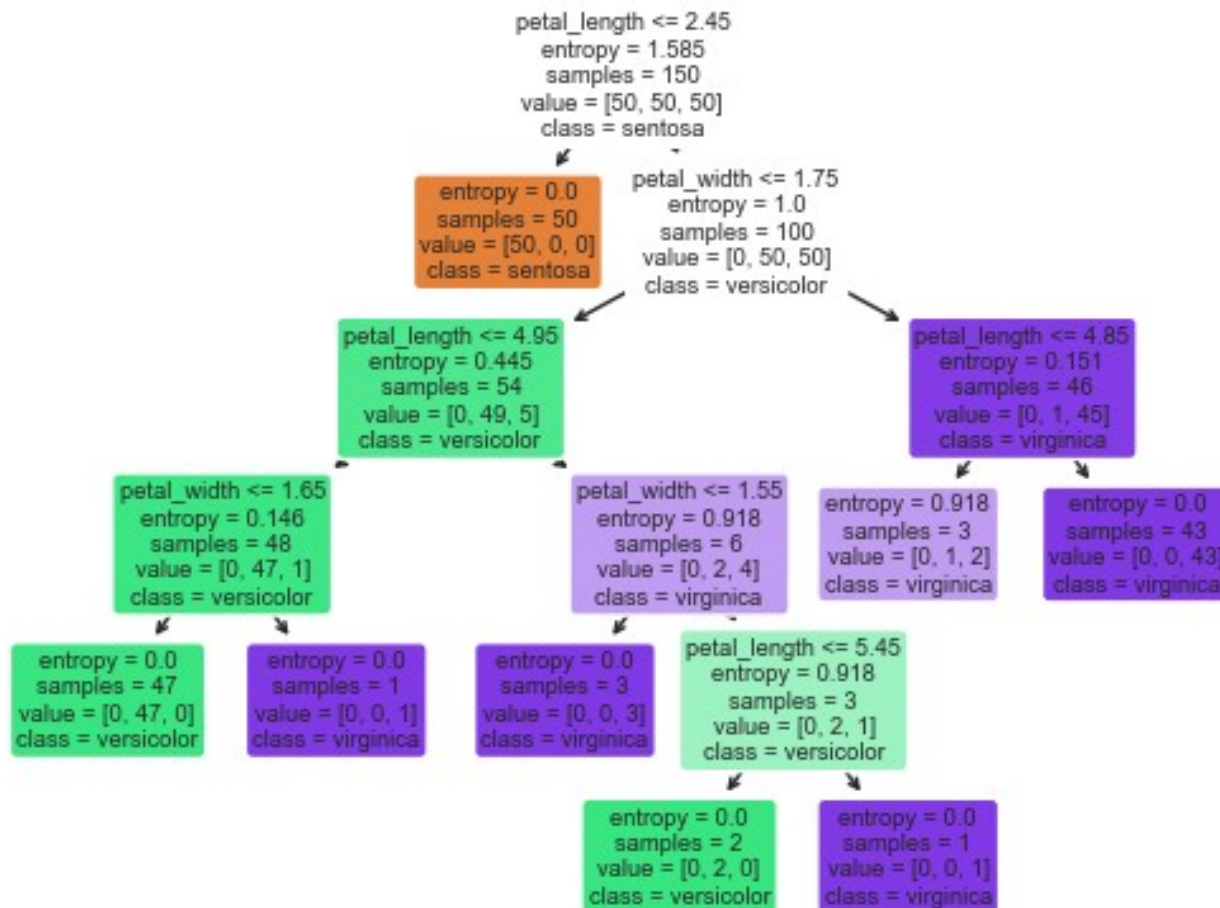 petal_length <= 2.45
entropy = 1.585
samples = 150
value = [50, 50, 50]
class = sentosa
entropy = 0.0
samples = 50
value = [50, 0, 0]
class = sentosa
petal_width <= 1.75
entropy = 1.0
samples = 100
value = [0, 50, 50]
class = versicolor
petal_length <= 4.95
entropy = 0.445
samples = 54
value = [0, 49, 5]
class = versicolor
petal_length <= 4.85
entropy = 0.151
samples = 46
value = [0, 1, 45]
class = virginica
petal_width <= 1.65
entropy = 0.146
samples = 48
value = [0, 47, 1]
class = versicolor
petal_width <= 1.55
entropy = 0.918
samples = 6
value = [0, 2, 4]
class = virginica
entropy = 0.918
samples = 3
value = [0, 1, 2]
class = virginica
entropy = 0.0
samples = 43
value = [0, 0, 43]
class = virginica
entropy = 0.0
samples = 47
value = [0, 47, 0]
class = versicolor
entropy = 0.0
samples = 1
value = [0, 0, 1]
class = virginica
entropy = 0.0
samples = 3
value = [0, 0, 3]
class = virginica
petal_length <= 5.45
entropy = 0.918
samples = 3
value = [0, 2, 1]
class = versicolor
entropy = 0.0
samples = 2
value = [0, 2, 0]
class = versicolor
entropy = 0.0
samples = 1
value = [0, 0, 1]
class = virginica